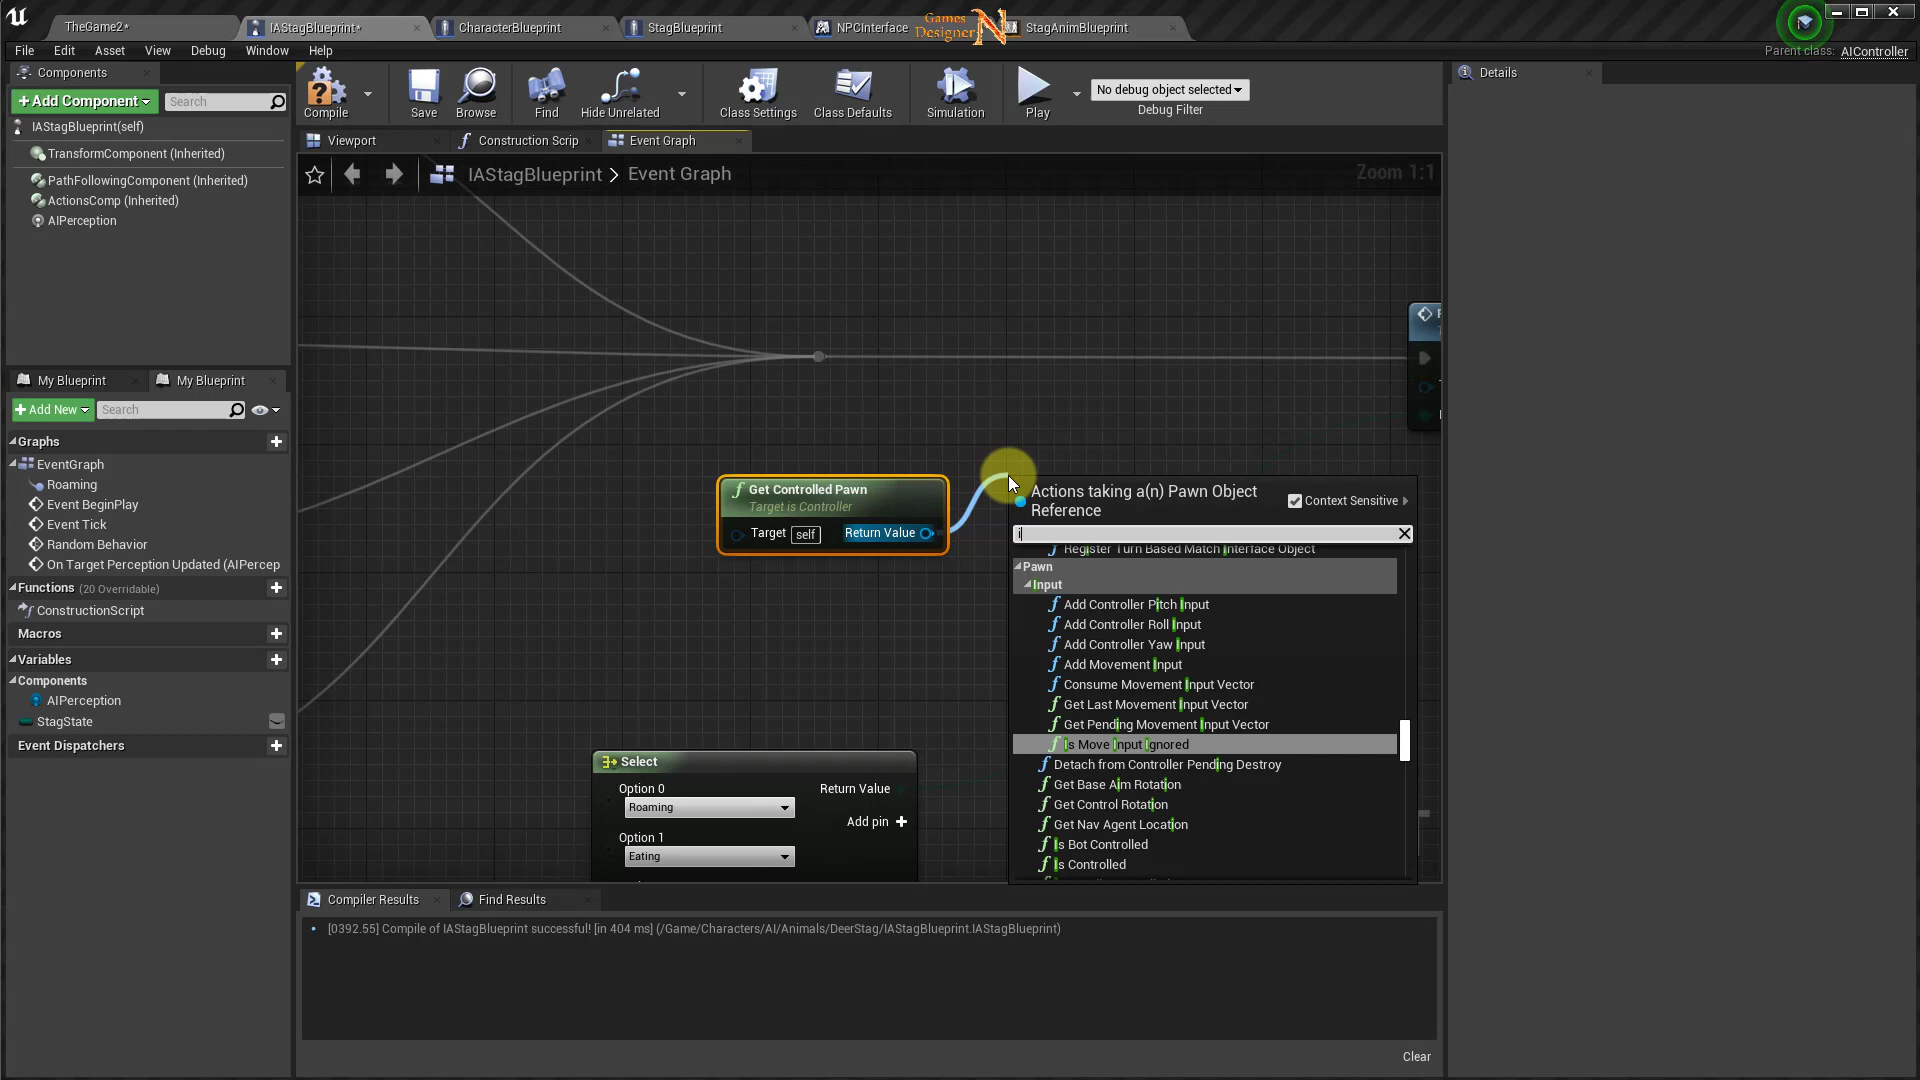 TheGame2*
IAStagBlueprint*
CharacterBlueprint
StagBlueprint
NPCInterface
Games
Designer
N
StagAnimBlueprint
File Edit Asset View Debug Window Help
Parent class: AIController
Components
+Add Component
Search
IAStagBlueprint(self)
TransformComponent (Inherited)
PathFollowingComponent (Inherited)
ActionsComp (Inherited)
AIPerception
Compile
Save
Browse
Find
Hide Unrelated
Class Settings
Class Defaults
Simulation
Play
No debug object selected
Debug Filter
Details
Viewport
Construction Scrip
Event Graph
IAStagBlueprint > Event Graph
Zoom 1:1
My Blueprint
My Blueprint
+Add New
Search
Graphs
EventGraph
Roaming
Event BeginPlay
Event Tick
Random Behavior
On Target Perception Updated (AIPercep
Functions (20 Overridable)
ConstructionScript
Macros
Variables
Components
AIPerception
StagState
Event Dispatchers
Get Controlled Pawn
Target is Controller
Target self
Return Value
Actions taking a(n) Pawn Object
Reference
Context Sensitive
i
Register Turn Based Match Interface Object
Pawn
Input
Add Controller Pitch Input
Add Controller Roll Input
Add Controller Yaw Input
Add Movement Input
Consume Movement Input Vector
Get Last Movement Input Vector
Get Pending Movement Input Vector
Is Move Input Ignored
Detach from Controller Pending Destroy
Get Base Aim Rotation
Get Control Rotation
Get Nav Agent Location
Is Bot Controlled
Is Controlled
Select
Option 0
Roaming
Return Value
Add pin +
Option 1
Eating
Compiler Results
Find Results
[0392.55] Compile of IAStagBlueprint successful! [in 404 ms] (/Game/Characters/AI/Animals/DeerStag/IAStagBlueprint.IAStagBlueprint)
Clear